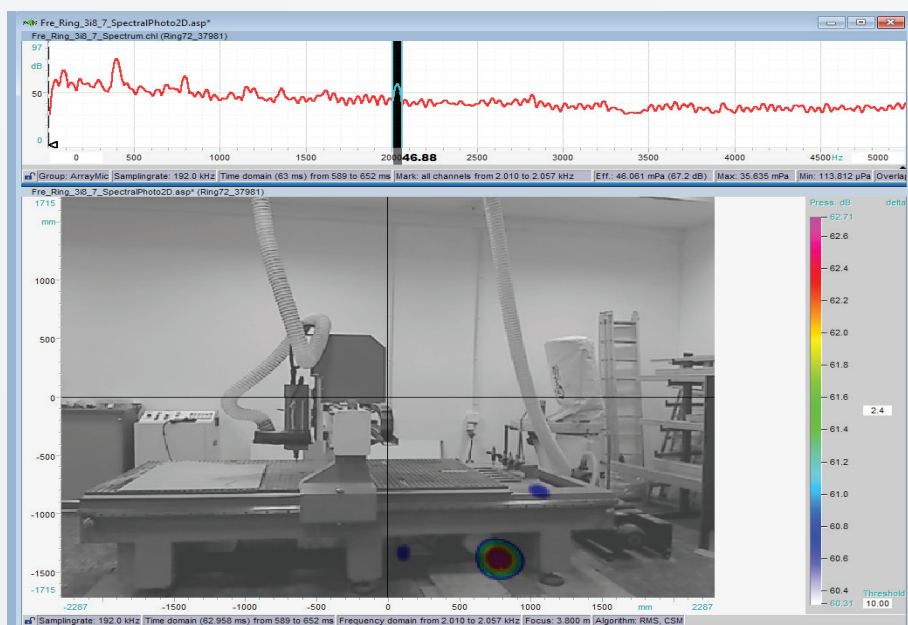 Fre_Ring_3i8_7_SpectralPhoto2D.asp*
Fre_Ring_3i8_7_Spectrum.chl (Ring72_37981)
97
dB
50
0
0 500 1000 1500 2000 46.88 2500 3000 3500 4000 4500 Hz 5000
Group: ArrayMic Samplingrate: 192.0 kHz Time domain (63 ms) from 589 to 652 ms Mark: all channels from 2.010 to 2.057 kHz Eff.: 46.061 mPa (67.2 dB) Max: 35.635 mPa Min: 113.812 µPa Overlap
Fre_Ring_3i8_7_SpectralPhoto2D.asp* (Ring72_37981)
1715
mm
1000
500
0
-500
-1000
-1500
-1715
-2287 -1500 -1000 -500 0 500 1000 1500 mm 2287
Press. dB delta
62.71
62.6
62.4
62.2
62.0
61.8
61.6
61.4
2.4
61.2
61.0
60.8
60.6
60.4
Threshold
60.31
10.00
Samplingrate: 192.0 kHz Time domain (62.958 ms) from 589 to 652 ms Frequency domain from 2.010 to 2.057 kHz Focus: 3.800 m Algorithm: RMS, CSM